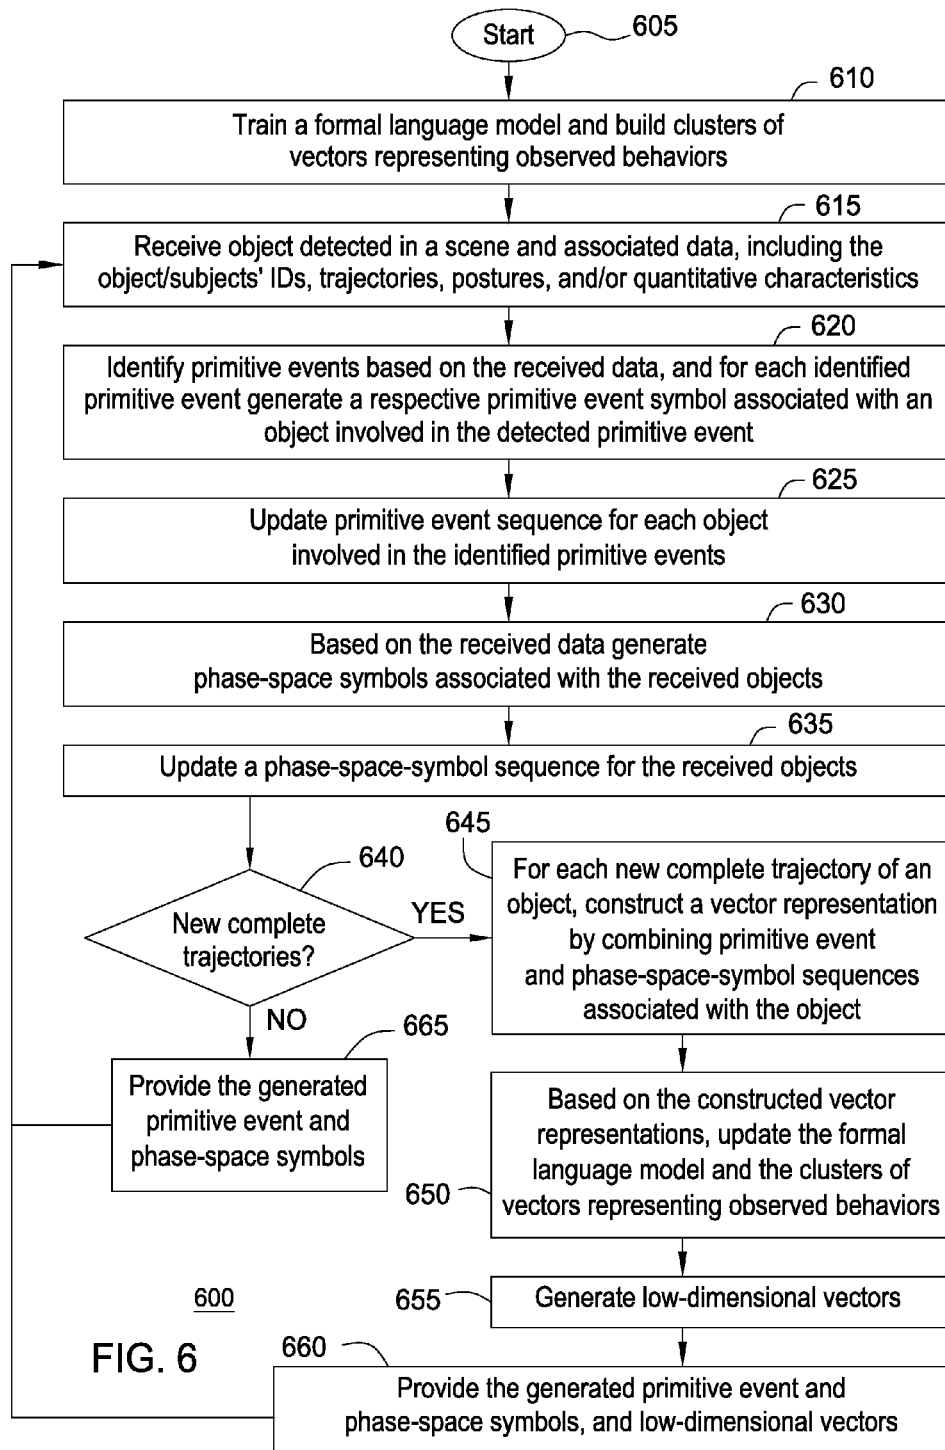 Start
605
610
Train a formal language model and build clusters of
vectors representing observed behaviors
615
Receive object detected in a scene and associated data, including the
object/subjects' IDs, trajectories, postures, and/or quantitative characteristics
620
Identify primitive events based on the received data, and for each identified
primitive event generate a respective primitive event symbol associated with an
object involved in the detected primitive event
625
Update primitive event sequence for each object
involved in the identified primitive events
630
Based on the received data generate
phase-space symbols associated with the received objects
635
Update a phase-space-symbol sequence for the received objects
640
New complete
trajectories?
YES
645
For each new complete trajectory of an
object, construct a vector representation
by combining primitive event
and phase-space-symbol sequences
associated with the object
NO
665
Provide the generated
primitive event and
phase-space symbols
Based on the constructed vector
representations, update the formal
language model and the clusters of
vectors representing observed behaviors
650
655
Generate low-dimensional vectors
600
FIG. 6
660
Provide the generated primitive event and
phase-space symbols, and low-dimensional vectors